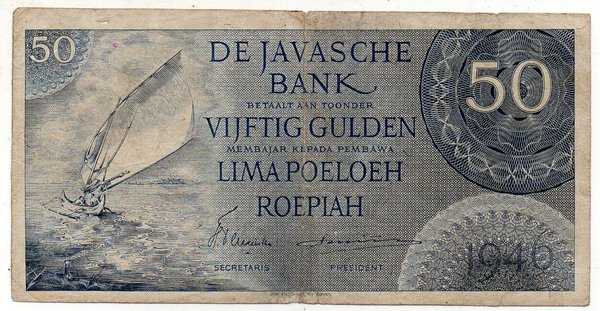 50
DE JAVASCHE
BANK
50
BETAALT AAN TOONDER
VIJFTIG GULDEN
MEMBAJAR KEPADA PEMBAWA
LIMA POELOEH
ROEPIAH
SECRETARIS PRESIDENT
1946